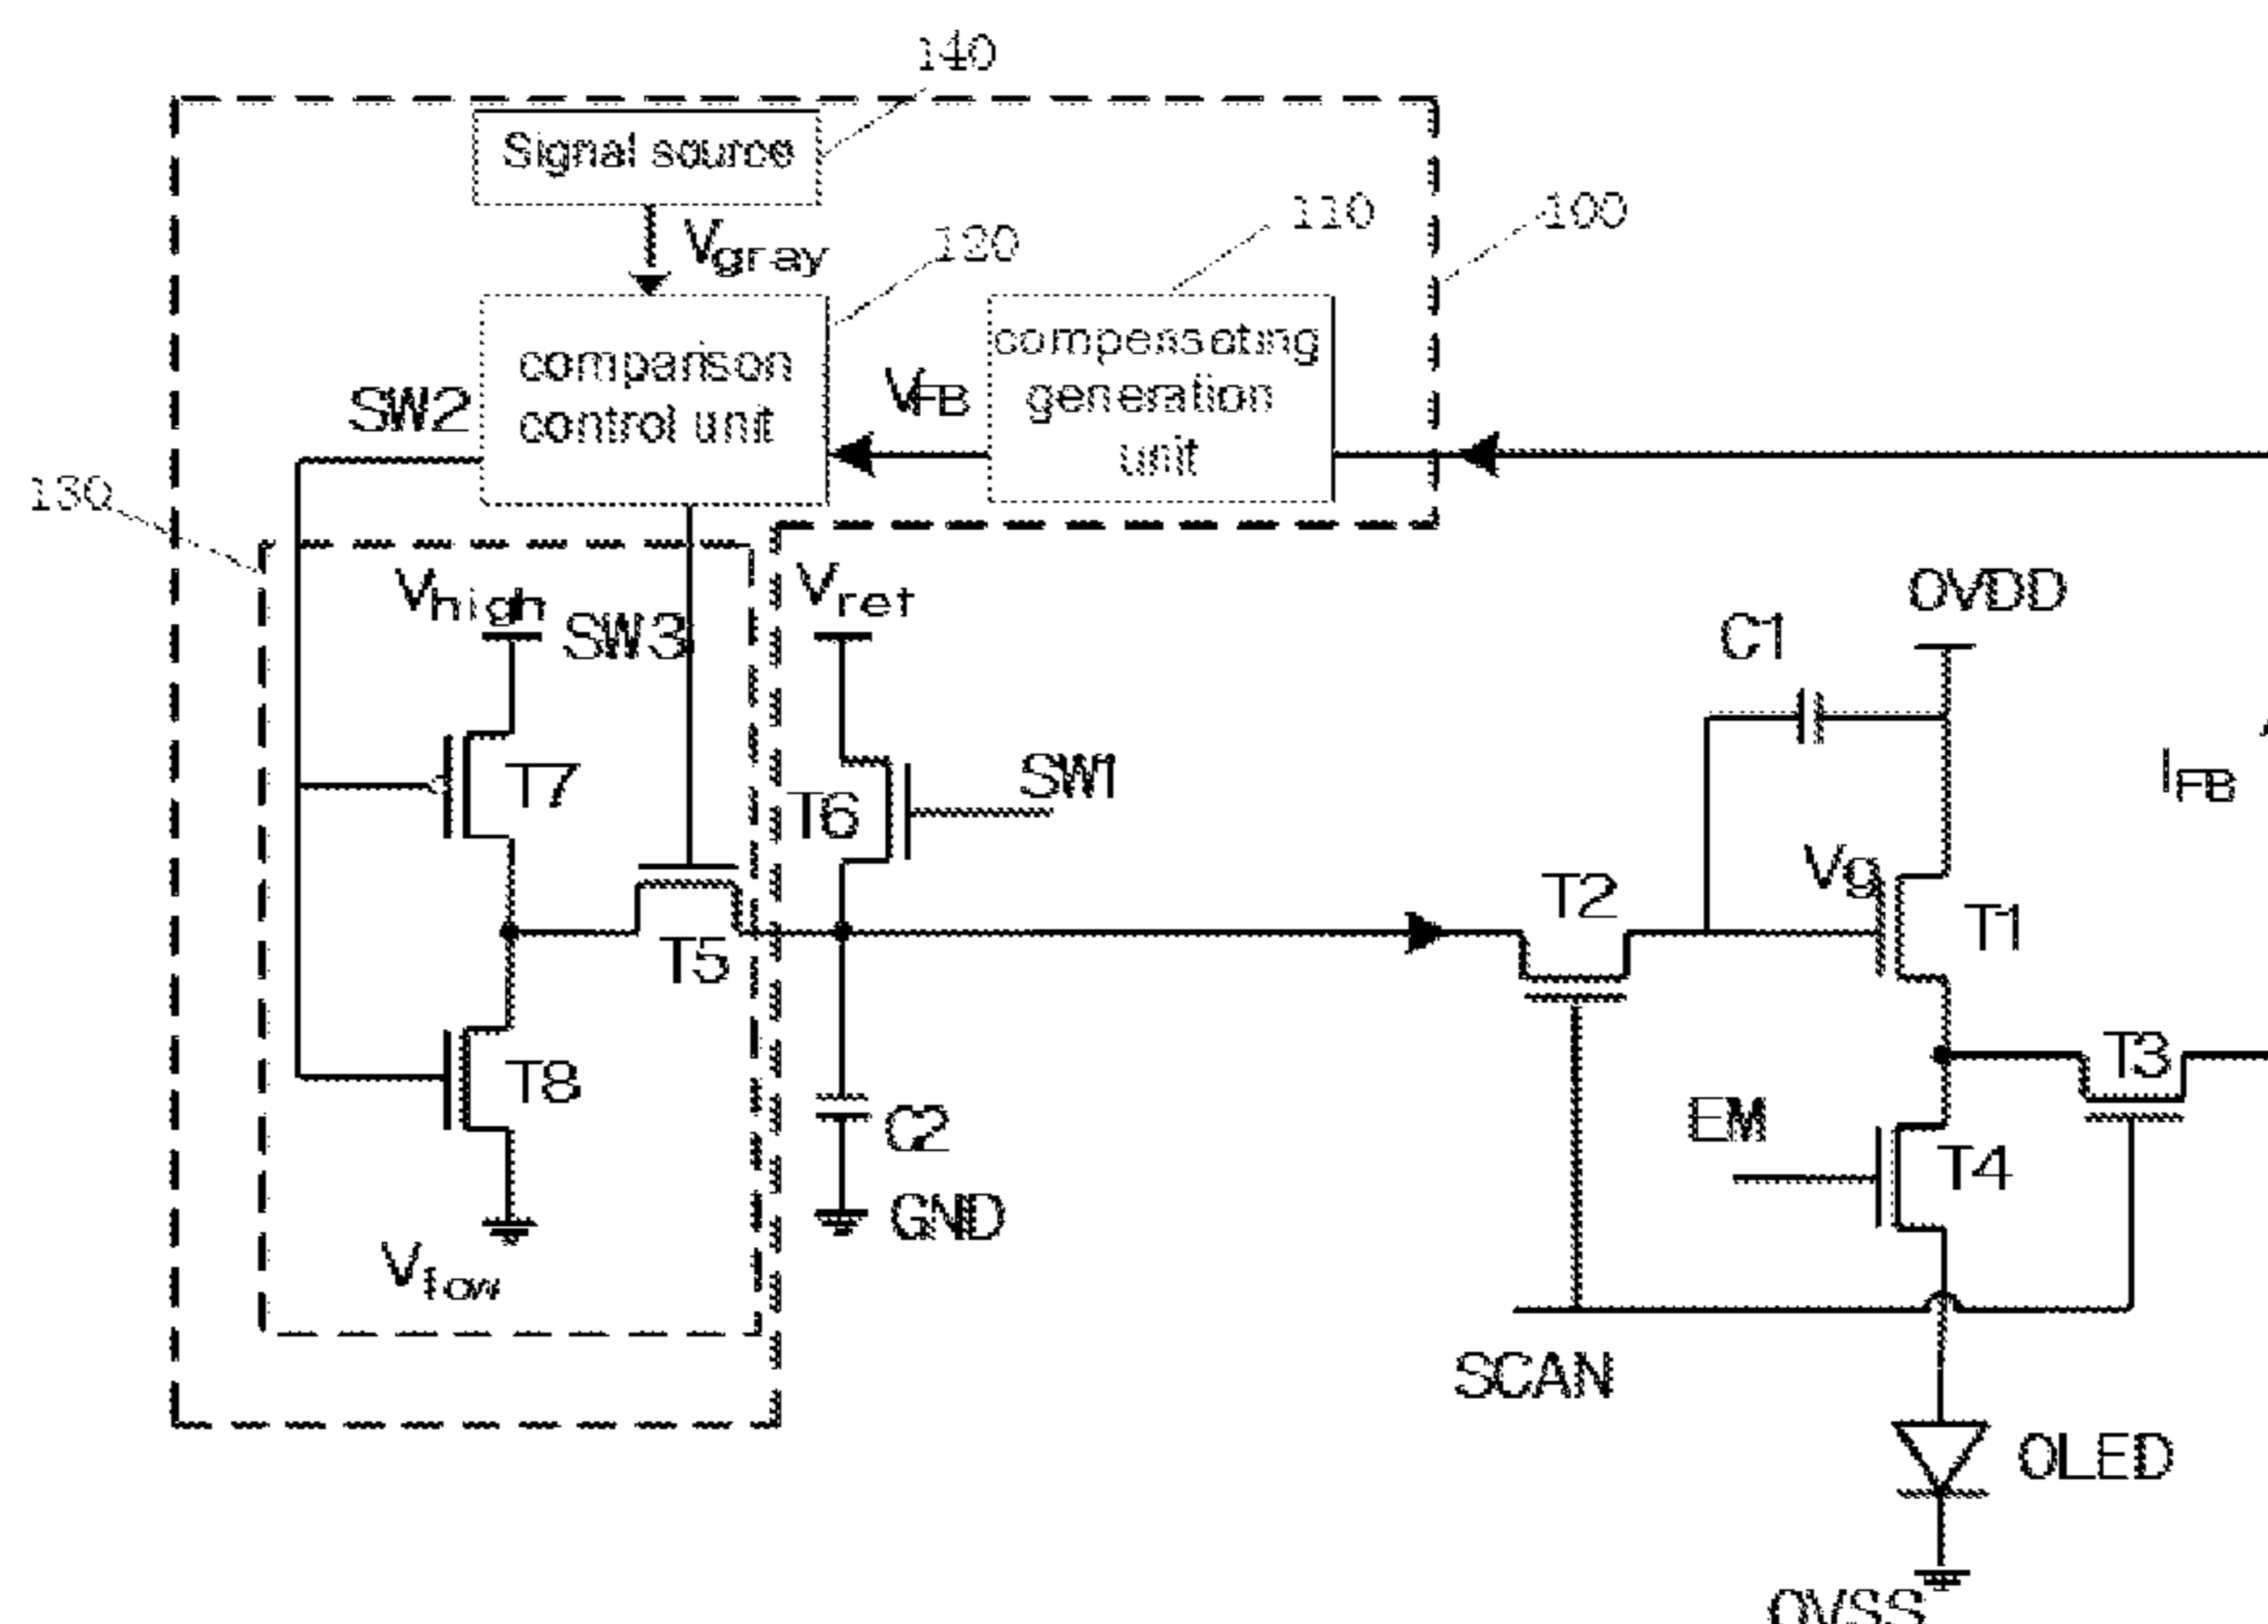 140
Signal source
Vgray
120
110
100
comparison
control unit
compensating
generation
unit
VFB
SW2
130
Vhigh
SW3
Vref
OVDD
C1
T7
T6
SW1
IFB
Vg
T2
T1
T5
T8
T3
C2
EM
T4
GND
Vlow
SCAN
OLED
OVSS